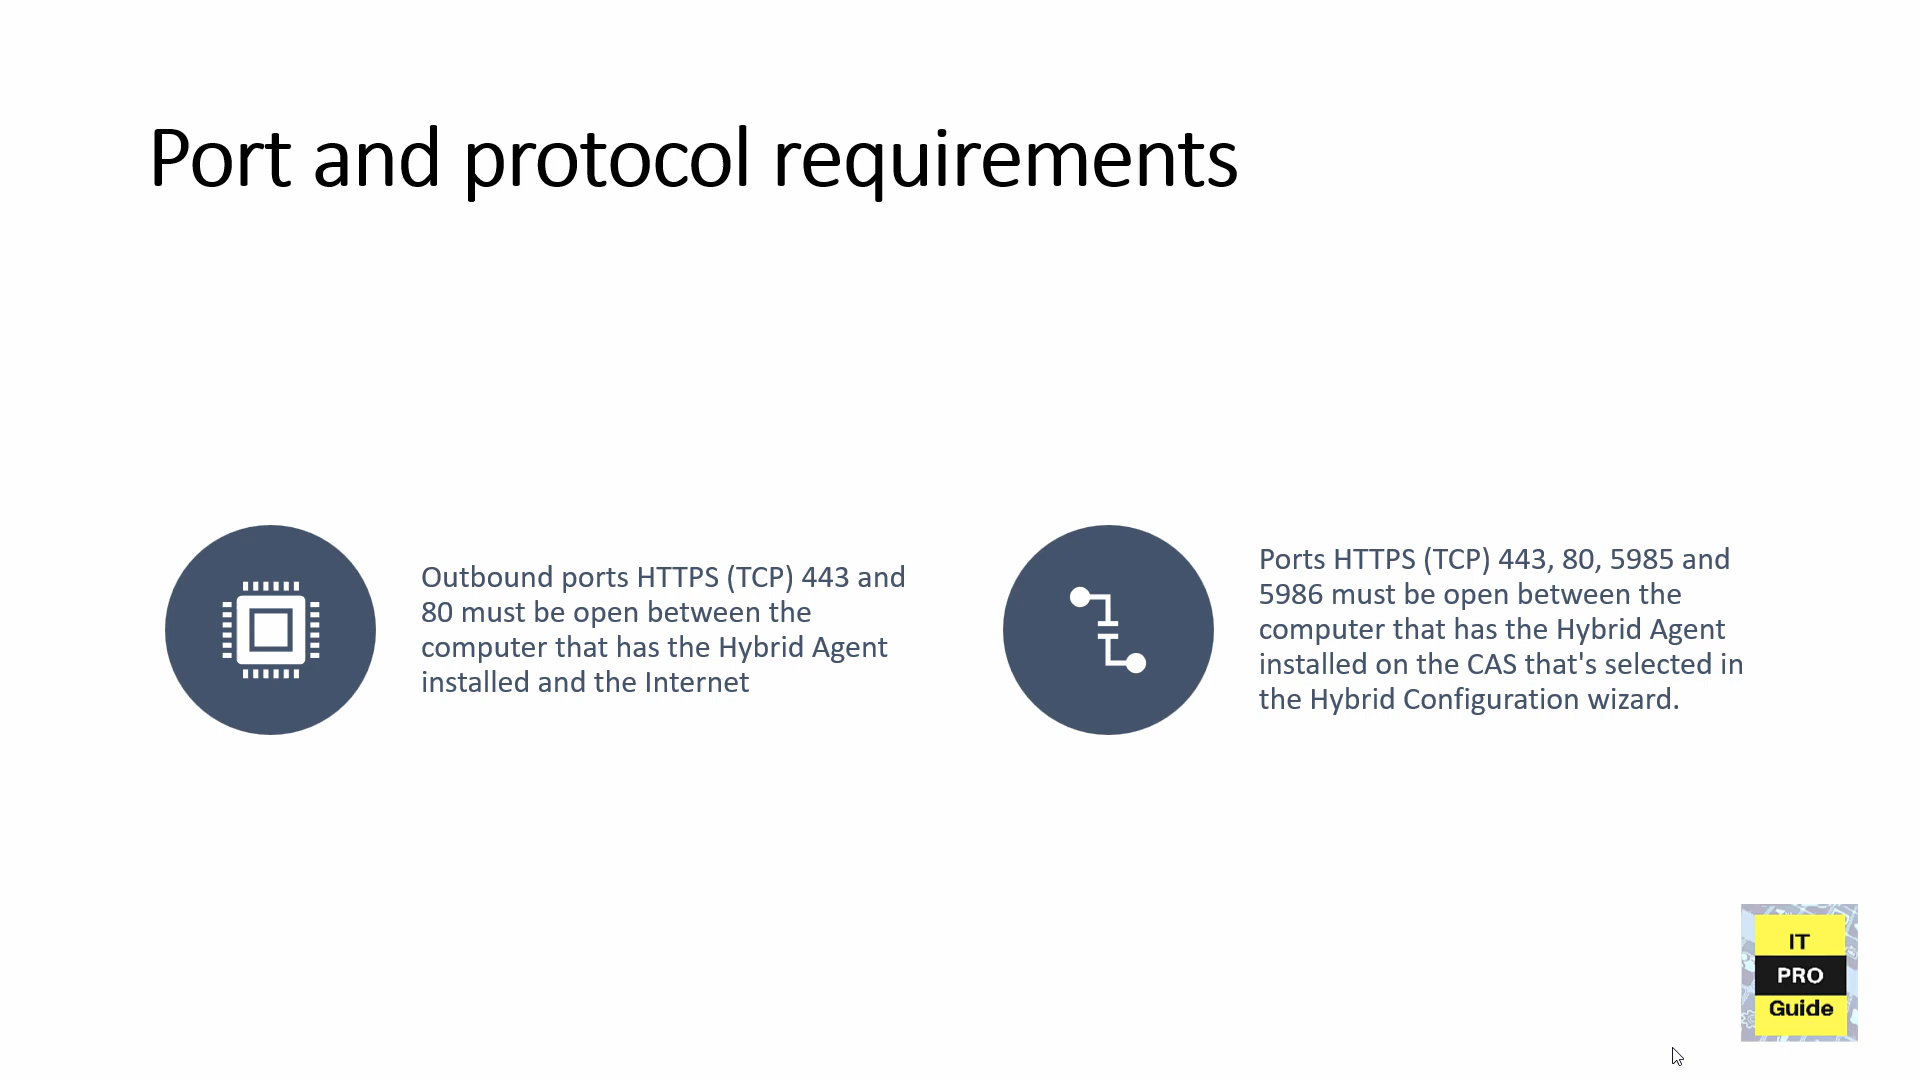 Port and protocol requirements
Outbound ports HTTPS (TCP) 443 and
80 must be open between the
computer that has the Hybrid Agent
installed and the Internet
Ports HTTPS (TCP) 443, 80, 5985 and
5986 must be open between the
computer that has the Hybrid Agent
installed on the CAS that's selected in
the Hybrid Configuration wizard.
IT
PRO
Guide